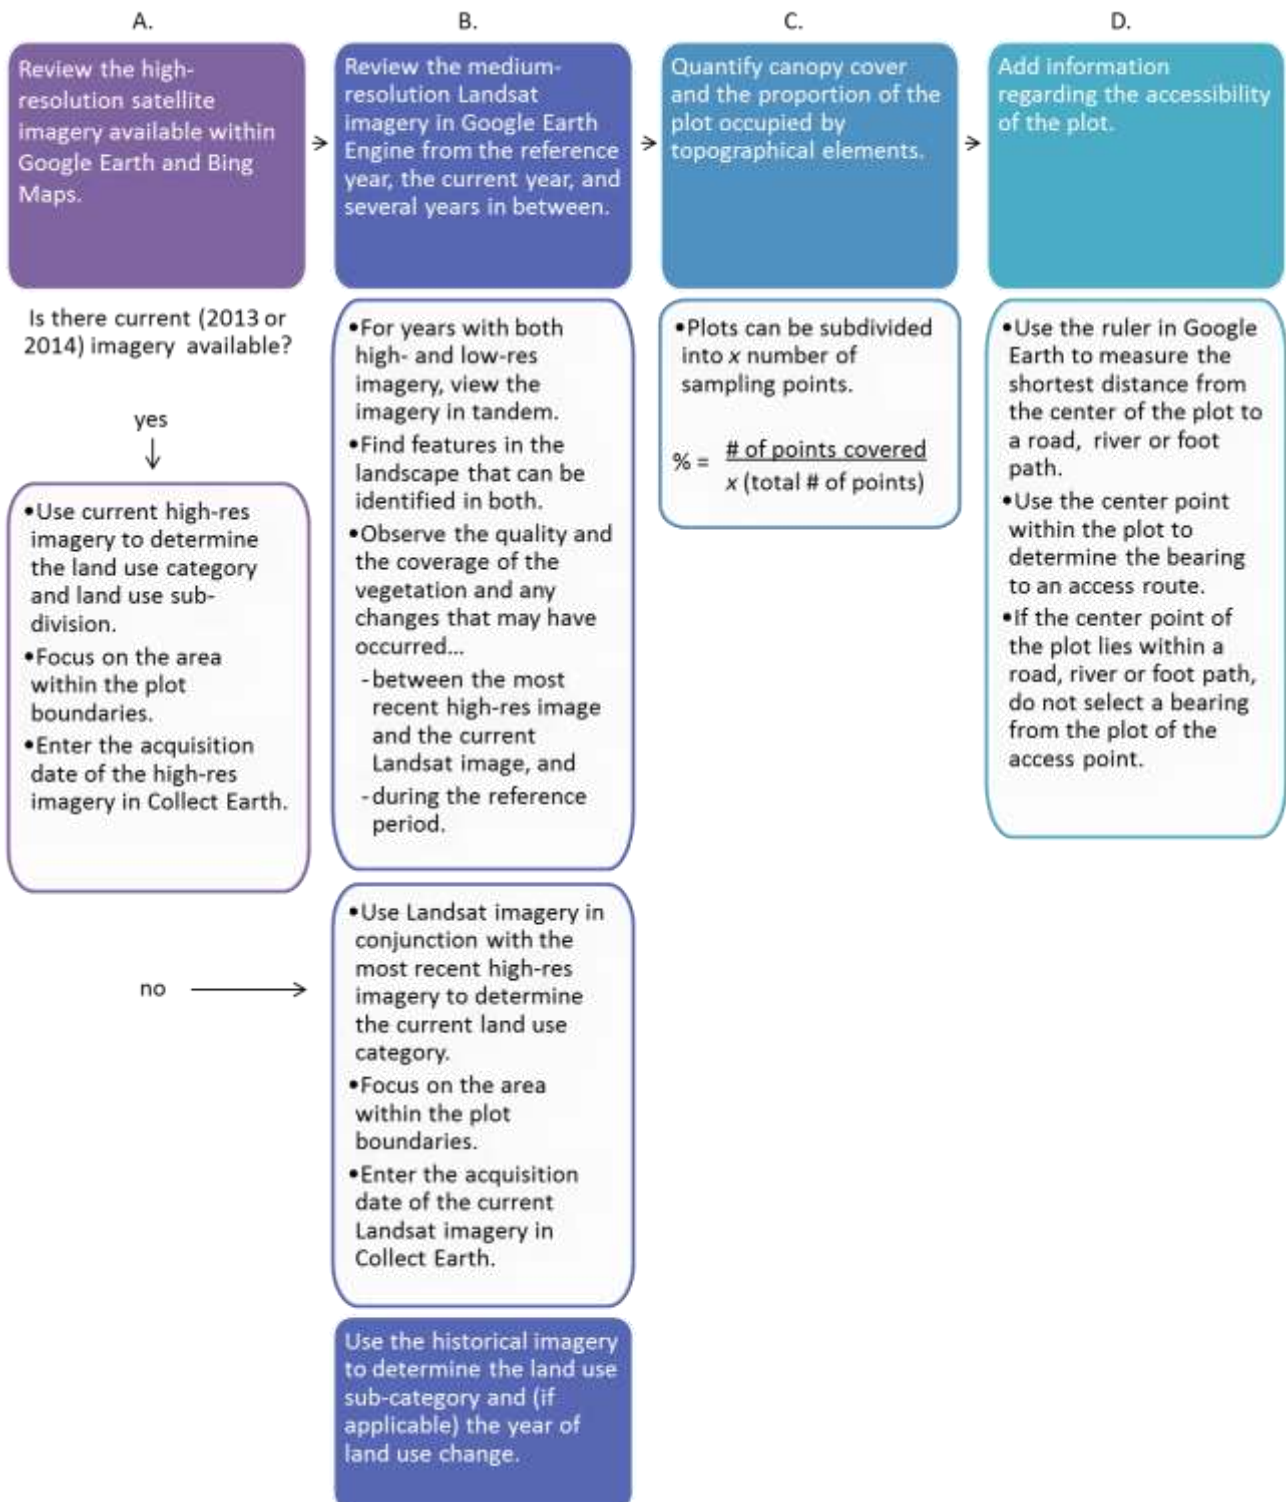 A.
Review the high-
resolution satellite
imagery available within
Google Earth and Bing
Maps.
Is there current (2013 or
2014) imagery available?
yes
•Use current high-res
imagery to determine
the land use category
and land use sub-
division.
•Focus on the area
within the plot
boundaries.
•Enter the acquisition
date of the high-res
imagery in Collect Earth.
no
B.
Review the medium-
resolution Landsat
imagery in Google Earth
Engine from the reference
year, the current year, and
several years in between.
•For years with both
high- and low-res
imagery, view the
imagery in tandem.
•Find features in the
landscape that can be
identified in both.
•Observe the quality and
the coverage of the
vegetation and any
changes that may have
occurred…
-between the most
recent high-res image
and the current
Landsat image, and
-during the reference
period.
•Use Landsat imagery in
conjunction with the
most recent high-res
imagery to determine
the current land use
category.
•Focus on the area
within the plot
boundaries.
•Enter the acquisition
date of the current
Landsat imagery in
Collect Earth.
Use the historical imagery
to determine the land use
sub-category and (if
applicable) the year of
land use change.
C.
Quantify canopy cover
and the proportion of the
plot occupied by
topographical elements.
•Plots can be subdivided
into x number of
sampling points.
% = # of points covered
x (total # of points)
D.
Add information
regarding the accessibility
of the plot.
•Use the ruler in Google
Earth to measure the
shortest distance from
the center of the plot to
a road, river or foot
path.
•Use the center point
within the plot to
determine the bearing
to an access route.
•If the center point of
the plot lies within a
road, river or foot path,
do not select a bearing
from the plot of the
access point.